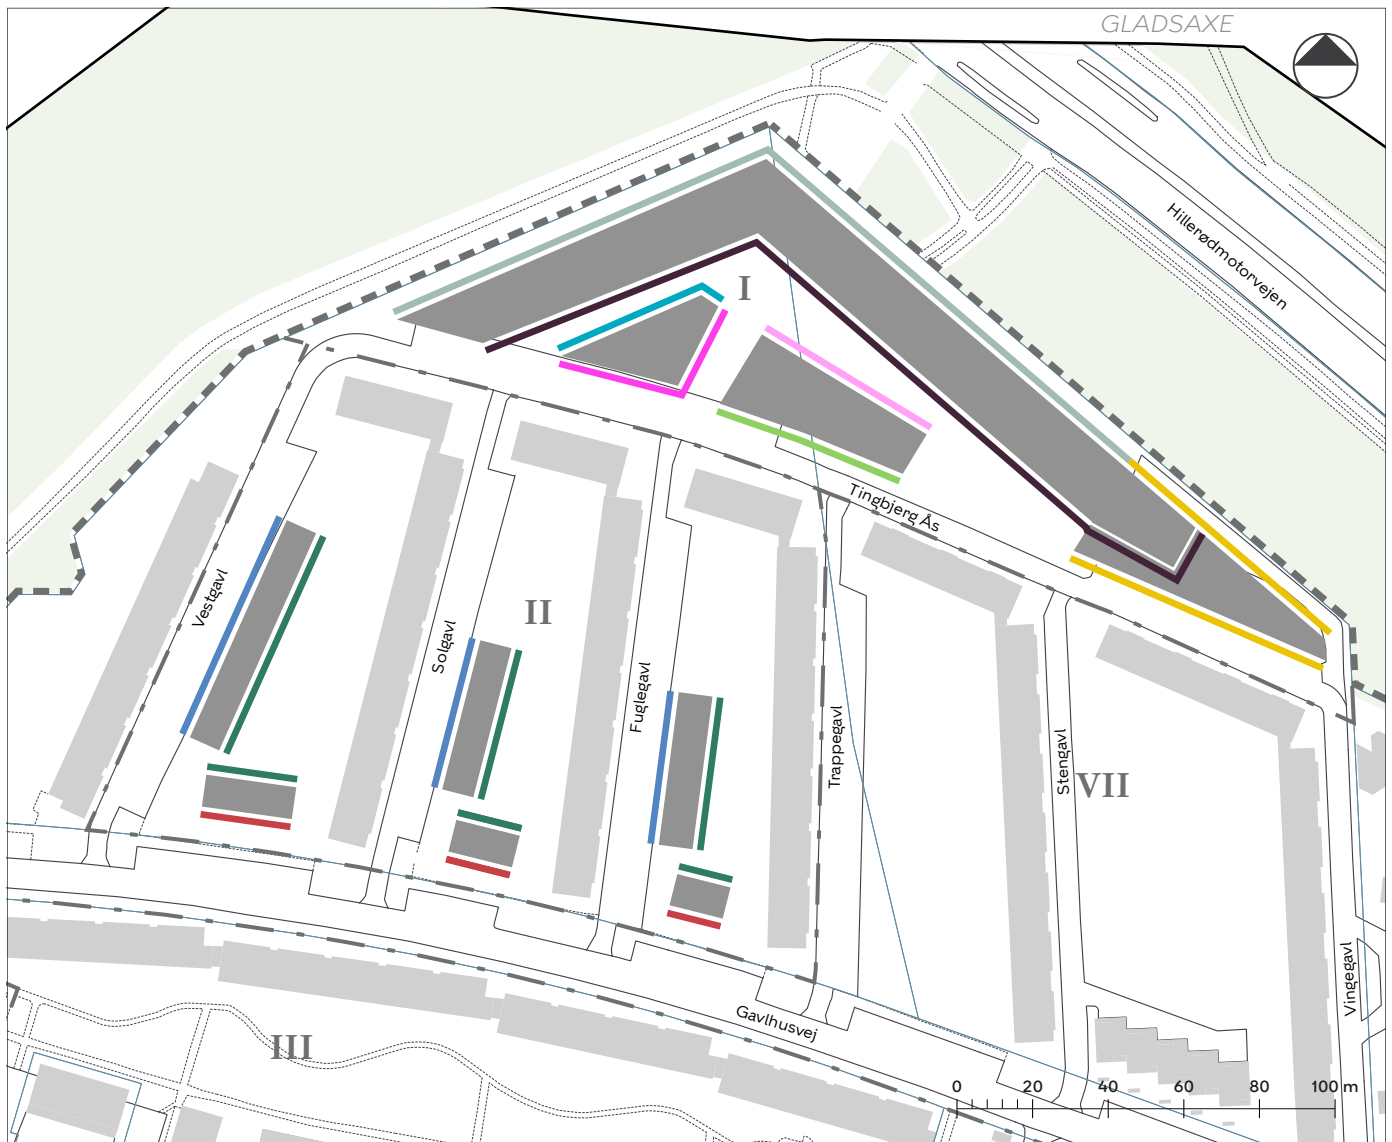 GLADSAXE
Hillerødmotorvejen
I
Tingbjerg Ås
Vestgavl
II
Solgavl
Fuglegavl
Trappegavl
Stengavl
VII
Vingegavl
Gavlhusvej
III
0 20 40 60 80 100 m